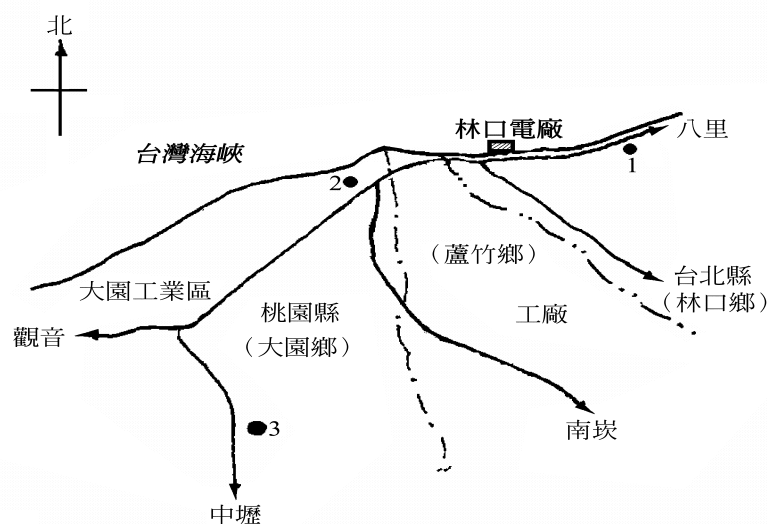 北
林口電廠
八里
台灣海峽
1
2
（蘆竹鄉）
台北縣
（林口鄉）
大園工業區
桃園縣
（大園鄉）
工廠
觀音
3
南崁
中壢